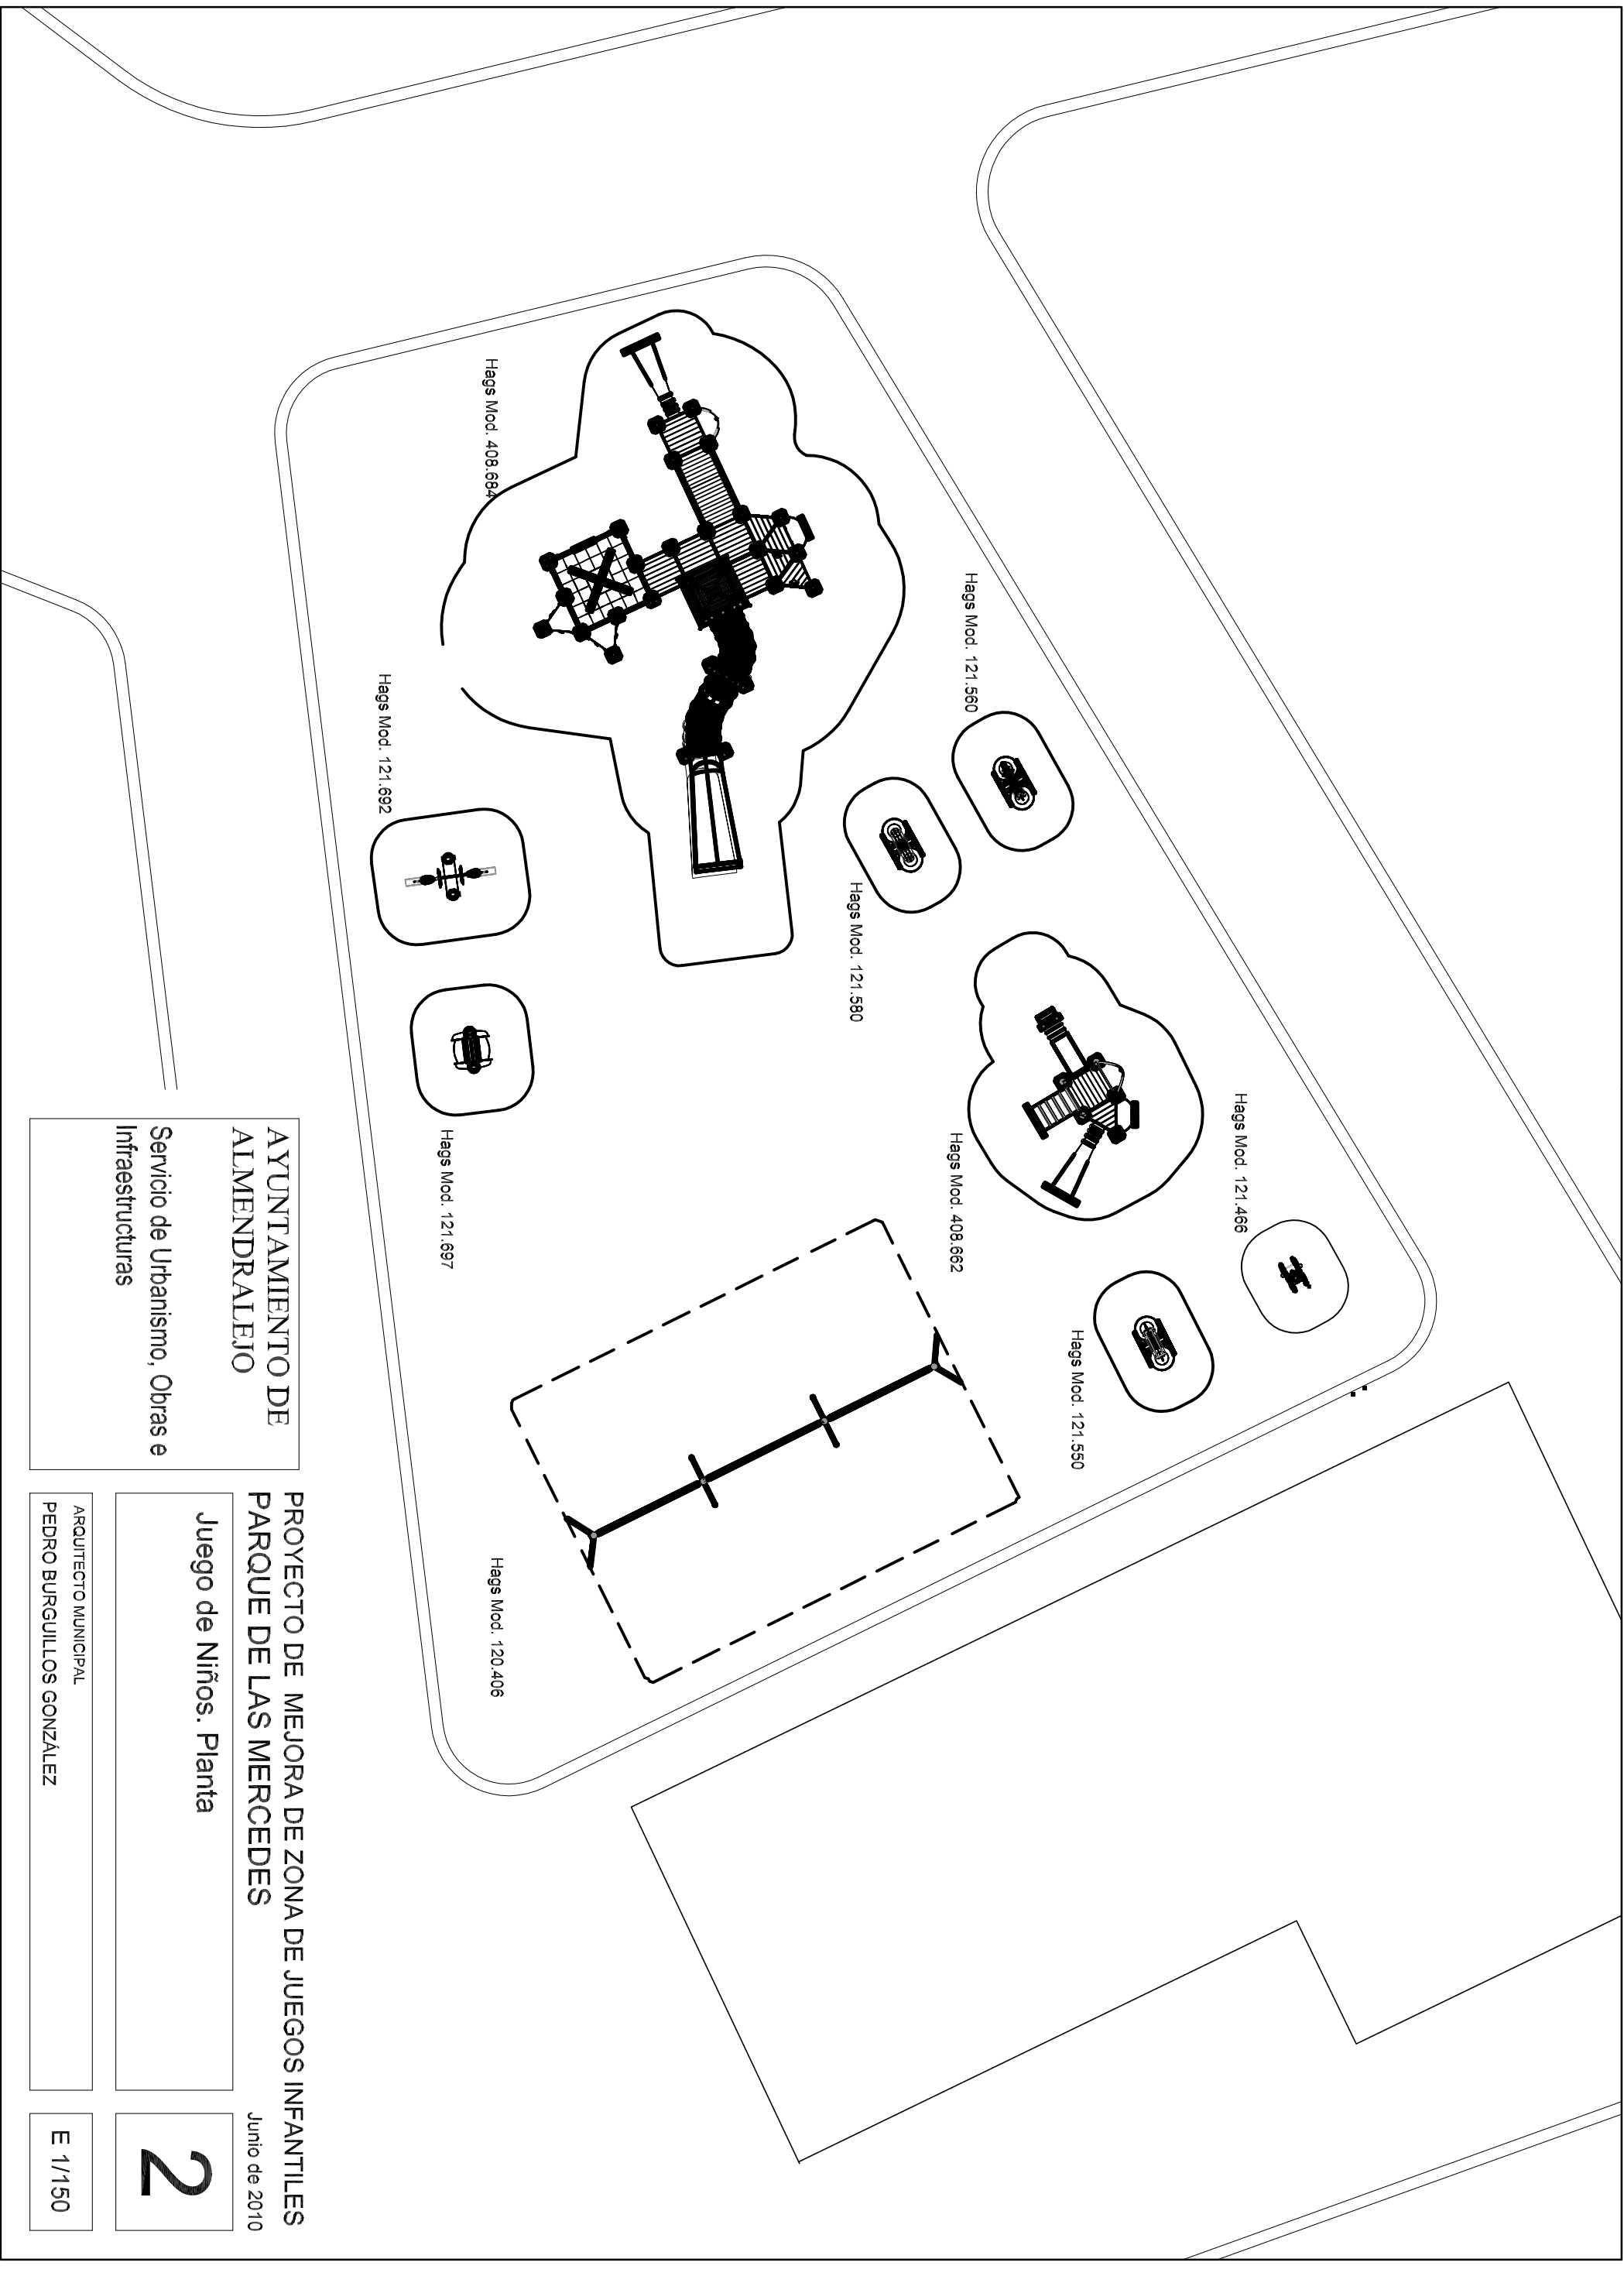 Hags Mod. 121.466
Hags Mod. 121.550
Hags Mod. 121.560
Hags Mod. 408.662
Hags Mod. 121.580
Hags Mod. 408.684
Hags Mod. 120.406
Hags Mod. 121.697
Hags Mod. 121.692
AYUNTAMIENTO DE
ALMENDRALEJO
Servicio de Urbanismo, Obras e
Infraestructuras
PROYECTO DE MEJORA DE ZONA DE JUEGOS INFANTILES
PARQUE DE LAS MERCEDES
Junio de 2010
Juego de Niños. Planta
2
ARQUITECTO MUNICIPAL
PEDRO BURGUILLOS GONZÁLEZ
E 1/150